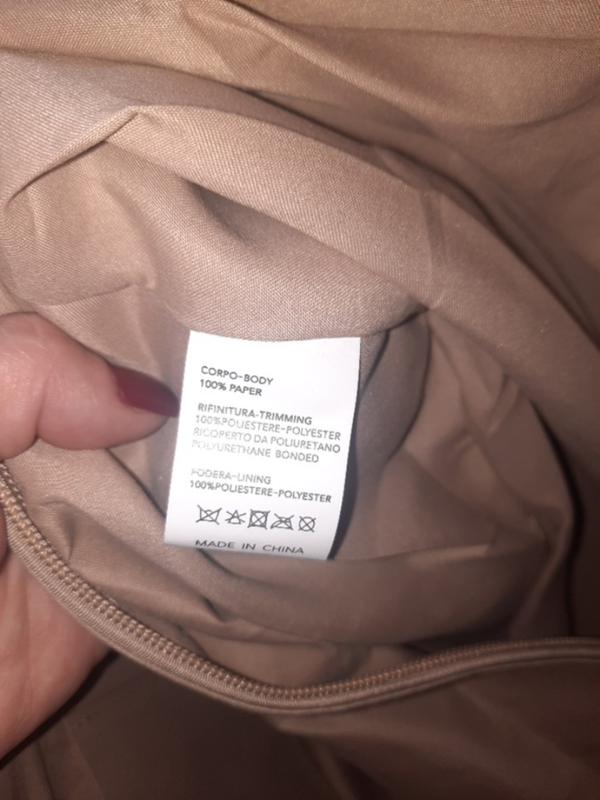 CORPO-BODY
100% PAPER
RIFINITURA-TRIMMING
100%POLIESTERE-POLYESTER
RICOPERTO DA POLIURETANO
POLYURETHANE BONDED
FODERA-LINING
100%POLIESTERE-POLYESTER
MADE IN CHINA